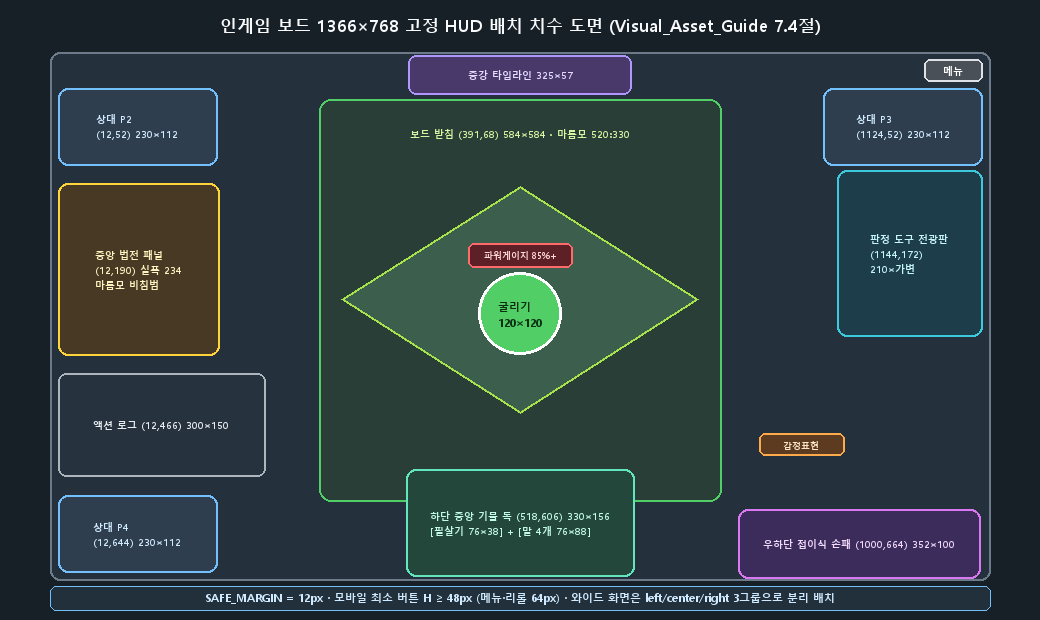 인게임 보드 1366×768 고정 HUD 배치 치수 도면 (Visual_Asset_Guide 7.4절)
증강 타임라인 325×57
메뉴
상대 P2
(12,52) 230×112
상대 P3
(1124,52) 230×112
보드 받침 (391,68) 584×584 · 마름모 520:330
중앙 법전 패널
(12,190) 실폭 234
마름모 비침범
판정 도구 전광판
(1144,172)
210×가변
파워게이지 85%+
굴리기
120×120
액션 로그 (12,466) 300×150
감정표현
상대 P4
(12,644) 230×112
하단 중앙 기물 독 (518,606) 330×156
[필살기 76×38] + [말 4개 76×88]
우하단 접이식 손패 (1000,664) 352×100
SAFE_MARGIN = 12px · 모바일 최소 버튼 H ≥ 48px (메뉴·리롤 64px) · 와이드 화면은 left/center/right 3그룹으로 분리 배치